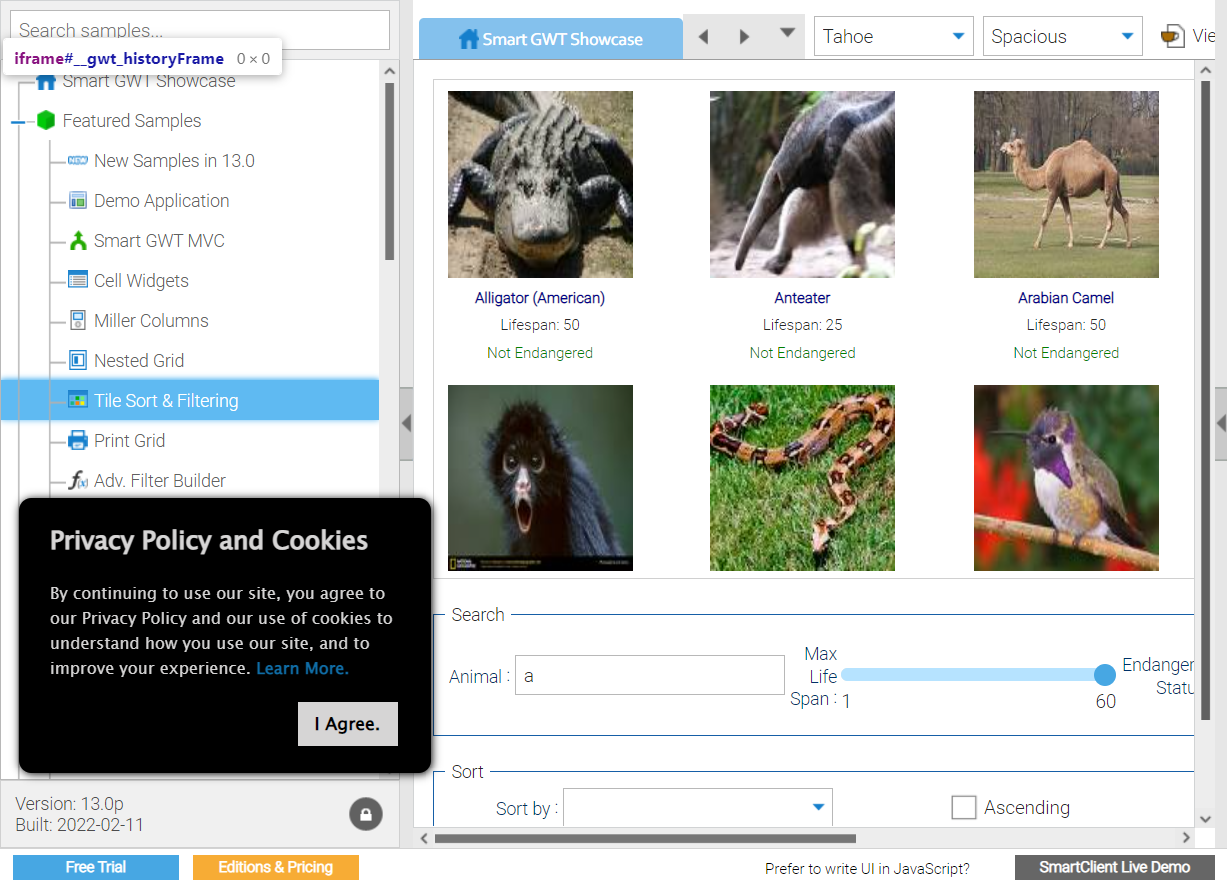 Search samples...
iframe#__gwt_historyFrame 0 × 0
Smart GWT Showcase
Featured Samples
New Samples in 13.0
Demo Application
Smart GWT MVC
Cell Widgets
Miller Columns
Nested Grid
Tile Sort & Filtering
Print Grid
Adv. Filter Builder
Privacy Policy and Cookies
By continuing to use our site, you agree to
our Privacy Policy and our use of cookies to
understand how you use our site, and to
improve your experience. Learn More.
I Agree.
Version: 13.0p
Built: 2022-02-11
Smart GWT Showcase
Tahoe
Spacious
Vie
Alligator (American)
Lifespan: 50
Not Endangered
Anteater
Lifespan: 25
Not Endangered
Arabian Camel
Lifespan: 50
Not Endangered
Search
Animal :
a
Max
Life
Span :
1
60
Endanger
Statu
Sort
Sort by :
Ascending
Free Trial
Editions & Pricing
Prefer to write UI in JavaScript?
SmartClient Live Demo